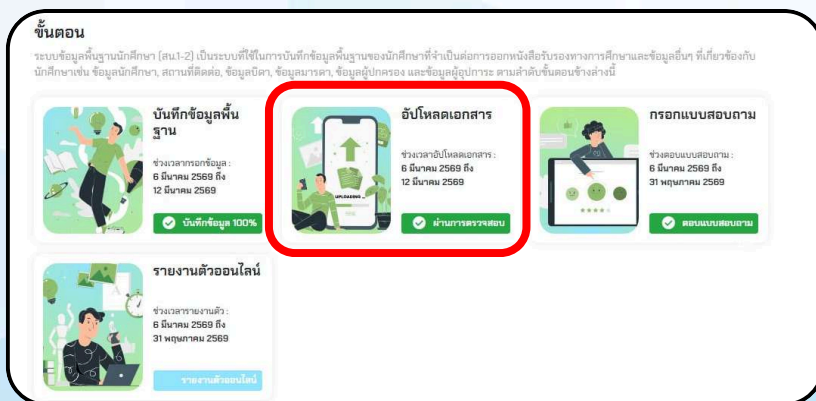 ขั้นตอน
ระบบข้อมูลพื้นฐานนักศึกษา (สน.1-2) เป็นระบบที่ใช้ในการบันทึกข้อมูลพื้นฐานของนักศึกษาที่จำเป็นต่อการออกหนังสือรับรองทางการศึกษาและข้อมูลอื่นๆ ที่เกี่ยวข้องกับ
นักศึกษาเช่น ข้อมูลนักศึกษา, สถานที่ติดต่อ, ข้อมูลบิดา, ข้อมูลมารดา, ข้อมูลผู้ปกครอง และข้อมูลผู้อุปการะ ตามลำดับขั้นตอนข้างล่างนี้
บันทึกข้อมูลพื้น
ฐาน
ช่วงเวลากรอกข้อมูล :
6 มีนาคม 2569 ถึง
12 มีนาคม 2569
บันทึกข้อมูล 100%
อัปโหลดเอกสาร
ช่วงเวลาอัปโหลดเอกสาร :
6 มีนาคม 2569 ถึง
12 มีนาคม 2569
UPLOADING
ผ่านการตรวจสอบ
กรอกแบบสอบถาม
ช่วงตอบแบบสอบถาม :
6 มีนาคม 2569 ถึง
31 พฤษภาคม 2569
ตอบแบบสอบถาม
รายงานตัวออนไลน์
ช่วงเวลารายงานตัว :
6 มีนาคม 2569 ถึง
31 พฤษภาคม 2569
รายงานตัวออนไลน์